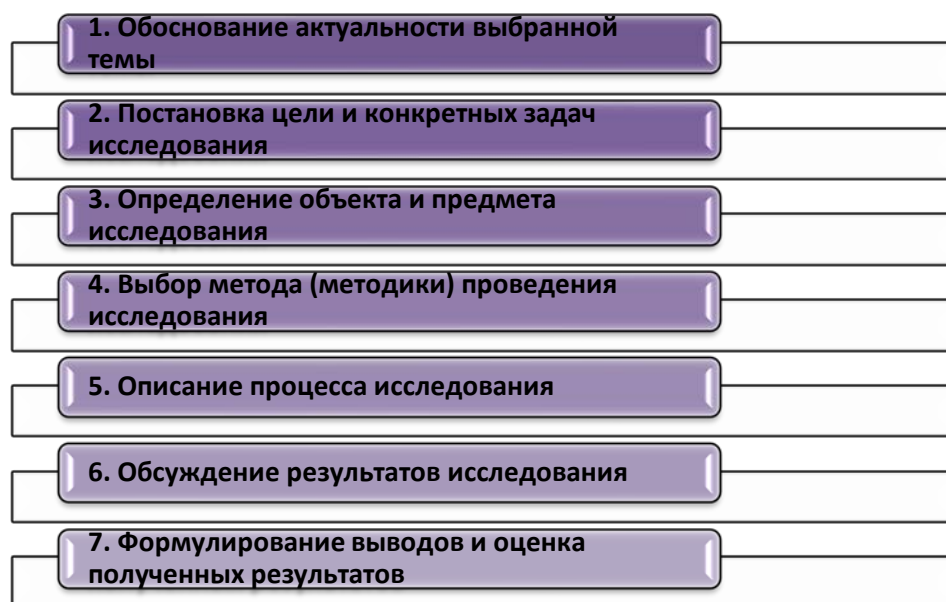 1. Обоснование актуальности выбранной
темы
2. Постановка цели и конкретных задач
исследования
3. Определение объекта и предмета
исследования
4. Выбор метода (методики) проведения
исследования
5. Описание процесса исследования
6. Обсуждение результатов исследования
7. Формулирование выводов и оценка
полученных результатов